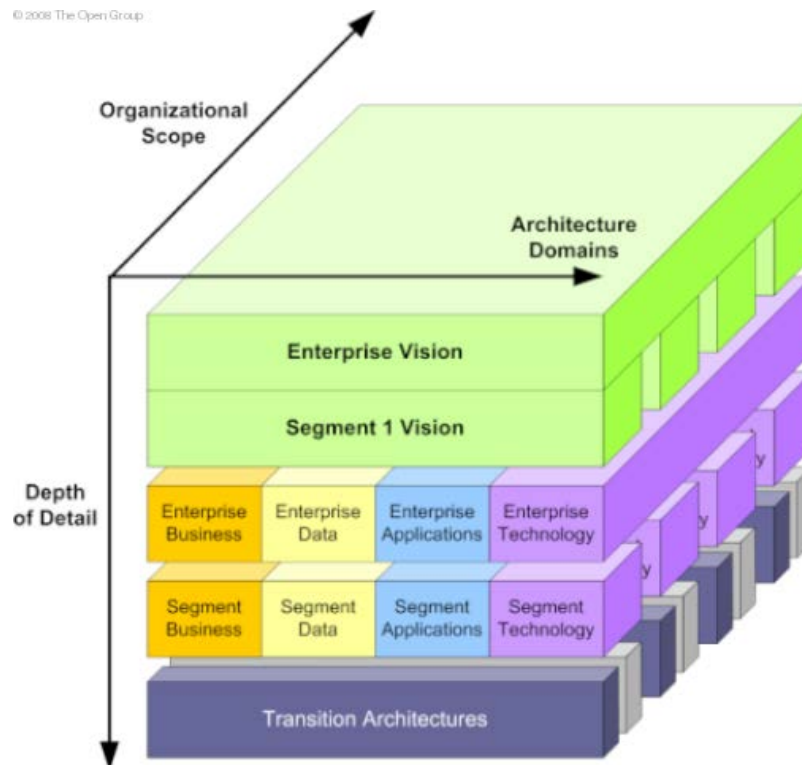 © 2008 The Open Group
Organizational
Scope
Architecture
Domains
Enterprise Vision
Segment 1 Vision
Depth
of Detail
Enterprise
Business
Enterprise
Data
Enterprise
Applications
Enterprise
Technology
Segment
Business
Segment
Data
Segment
Applications
Segment
Technology
Transition Architectures